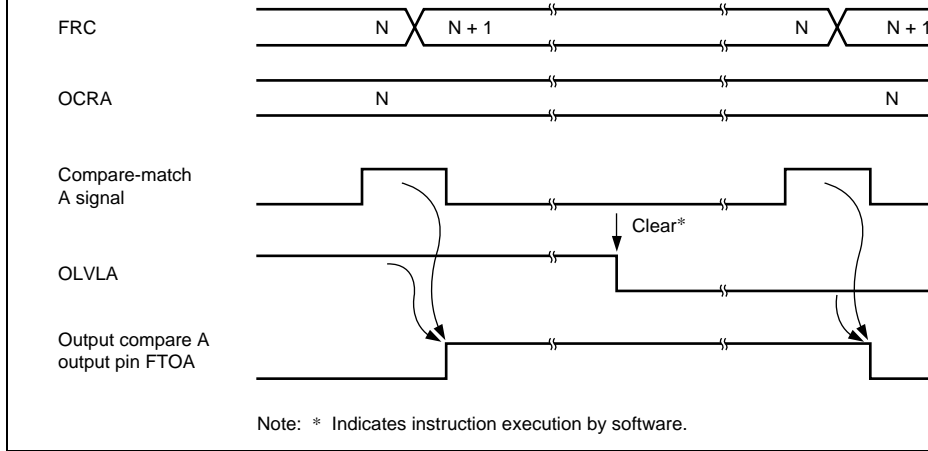 FRC N N + 1 N N + 1
OCRA N N
Compare-match
A signal
Clear*
OLVLA
Output compare A
output pin FTOA
Note: * Indicates instruction execution by software.